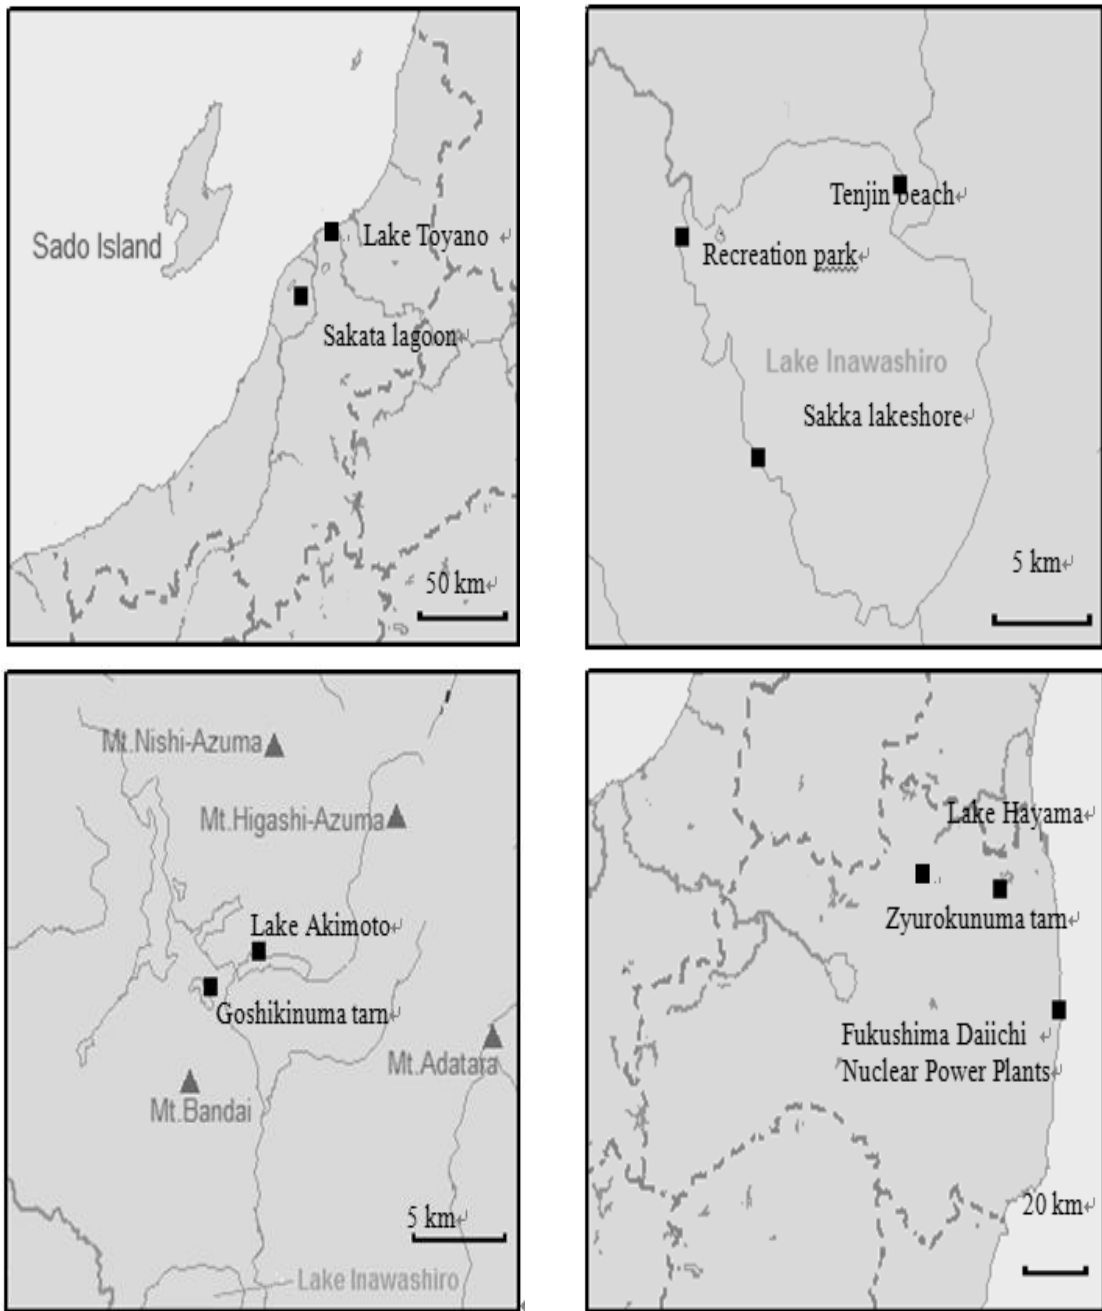 Sado Island
Lake Toyano
Sakata lagoon
50 km
Tenjin beach
Recreation park
Lake Inawashiro
Sakka lakeshore
5 km
Mt.Nishi-Azuma
Mt.Higashi-Azuma
Lake Akimoto
Goshikinuma tarn
Mt.Adatara
Mt.Bandai
5 km
Lake Inawashiro
Lake Hayama
Zyurokunuma tarn
Fukushima Daiichi
Nuclear Power Plants
20 km